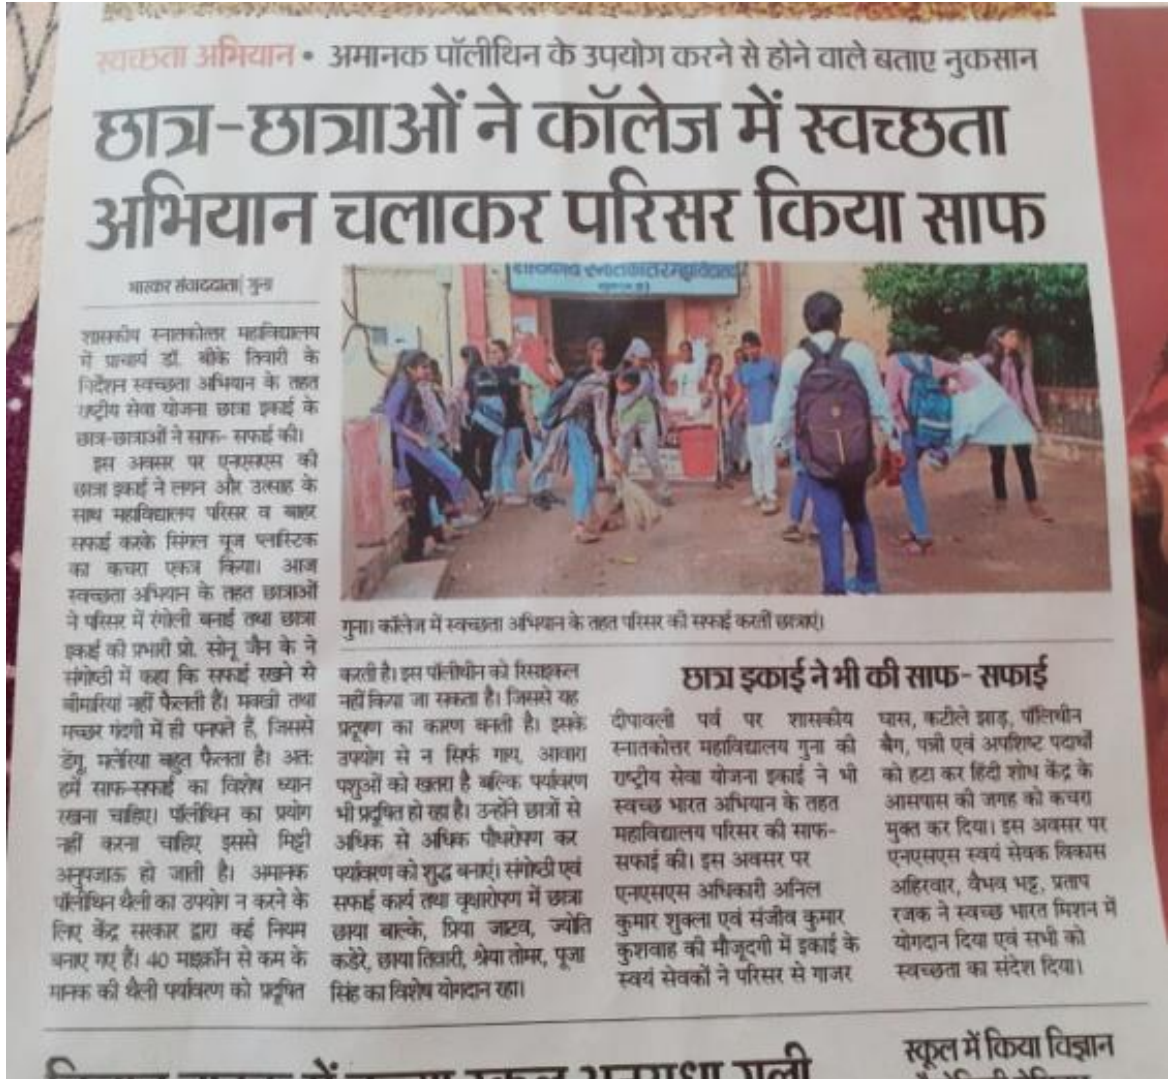 स्वच्छता अभियान • अमानक पॉलीथिन के उपयोग करने से होने वाले बताए नुकसान
छात्र-छात्राओं ने कॉलेज में स्वच्छता
अभियान चलाकर परिसर किया साफ
भास्कर संवाददाता| गुना
शासकीय स्नातकोत्तर महाविद्यालय
में प्राचार्य डॉ. बीके तिवारी के
निर्देशन स्वच्छता अभियान के तहत
राष्ट्रीय सेवा योजना छात्रा इकाई के
छात्र-छात्राओं ने साफ- सफाई की।
इस अवसर पर एनएसएस की
छात्रा इकाई ने लगन और उत्साह के
साथ महाविद्यालय परिसर व बाहर
सफाई करके सिंगल यूज प्लास्टिक
का कचरा एकत्र किया। आज
स्वच्छता अभियान के तहत छात्राओं
ने परिसर में रंगोली बनाई तथा छात्रा
इकाई की प्रभारी प्रो. सोनू जैन के ने
संगोष्ठी में कहा कि सफाई रखने से
बीमारियां नहीं फैलती हैं। मक्खी तथा
मच्छर गंदगी में ही पनपते हैं, जिससे
डेंगू, मलेरिया बहुत फैलता है। अत:
हमें साफ-सफाई का विशेष ध्यान
रखना चाहिए। पॉलीथिन का प्रयोग
नहीं करना चाहिए इससे मिट्टी
अनुपजाऊ हो जाती है। अमानक
पॉलीथिन थैली का उपयोग न करने के
लिए केंद्र सरकार द्वारा कई नियम
बनाए गए हैं। 40 माइक्रॉन से कम के
मानक की थैली पर्यावरण को प्रदूषित
गुना। कॉलेज में स्वच्छता अभियान के तहत परिसर की सफाई करतीं छात्राएं।
करती है। इस पॉलीथीन को रिसाइकल
नहीं किया जा सकता है। जिससे यह
प्रदूषण का कारण बनती है। इसके
उपयोग से न सिर्फ गाय, आवारा
पशुओं को खतरा है बल्कि पर्यावरण
भी प्रदूषित हो रहा है। उन्होंने छात्रों से
अधिक से अधिक पौधरोपण कर
पर्यावरण को शुद्ध बनाएं। संगोष्ठी एवं
सफाई कार्य तथा वृक्षारोपण में छात्रा
छाया बाल्के, प्रिया जाटव, ज्योति
कडेरे, छाया तिवारी, श्रेया तोमर, पूजा
सिंह का विशेष योगदान रहा।
छात्र इकाई ने भी की साफ- सफाई
दीपावली पर्व पर शासकीय
स्नातकोत्तर महाविद्यालय गुना की
राष्ट्रीय सेवा योजना इकाई ने भी
स्वच्छ भारत अभियान के तहत
महाविद्यालय परिसर की साफ-
सफाई की। इस अवसर पर
एनएसएस अधिकारी अनिल
कुमार शुक्ला एवं संजीव कुमार
कुशवाह की मौजूदगी में इकाई के
स्वयं सेवकों ने परिसर से गाजर
घास, कटीले झाड़, पॉलिथीन
बैग, पन्नी एवं अपशिष्ट पदार्थों
को हटा कर हिंदी शोध केंद्र के
आसपास की जगह को कचरा
मुक्त कर दिया। इस अवसर पर
एनएसएस स्वयं सेवक विकास
अहिरवार, वैभव भट्ट, प्रताप
रजक ने स्वच्छ भारत मिशन में
योगदान दिया एवं सभी को
स्वच्छता का संदेश दिया।
स्कूल में किया विज्ञान